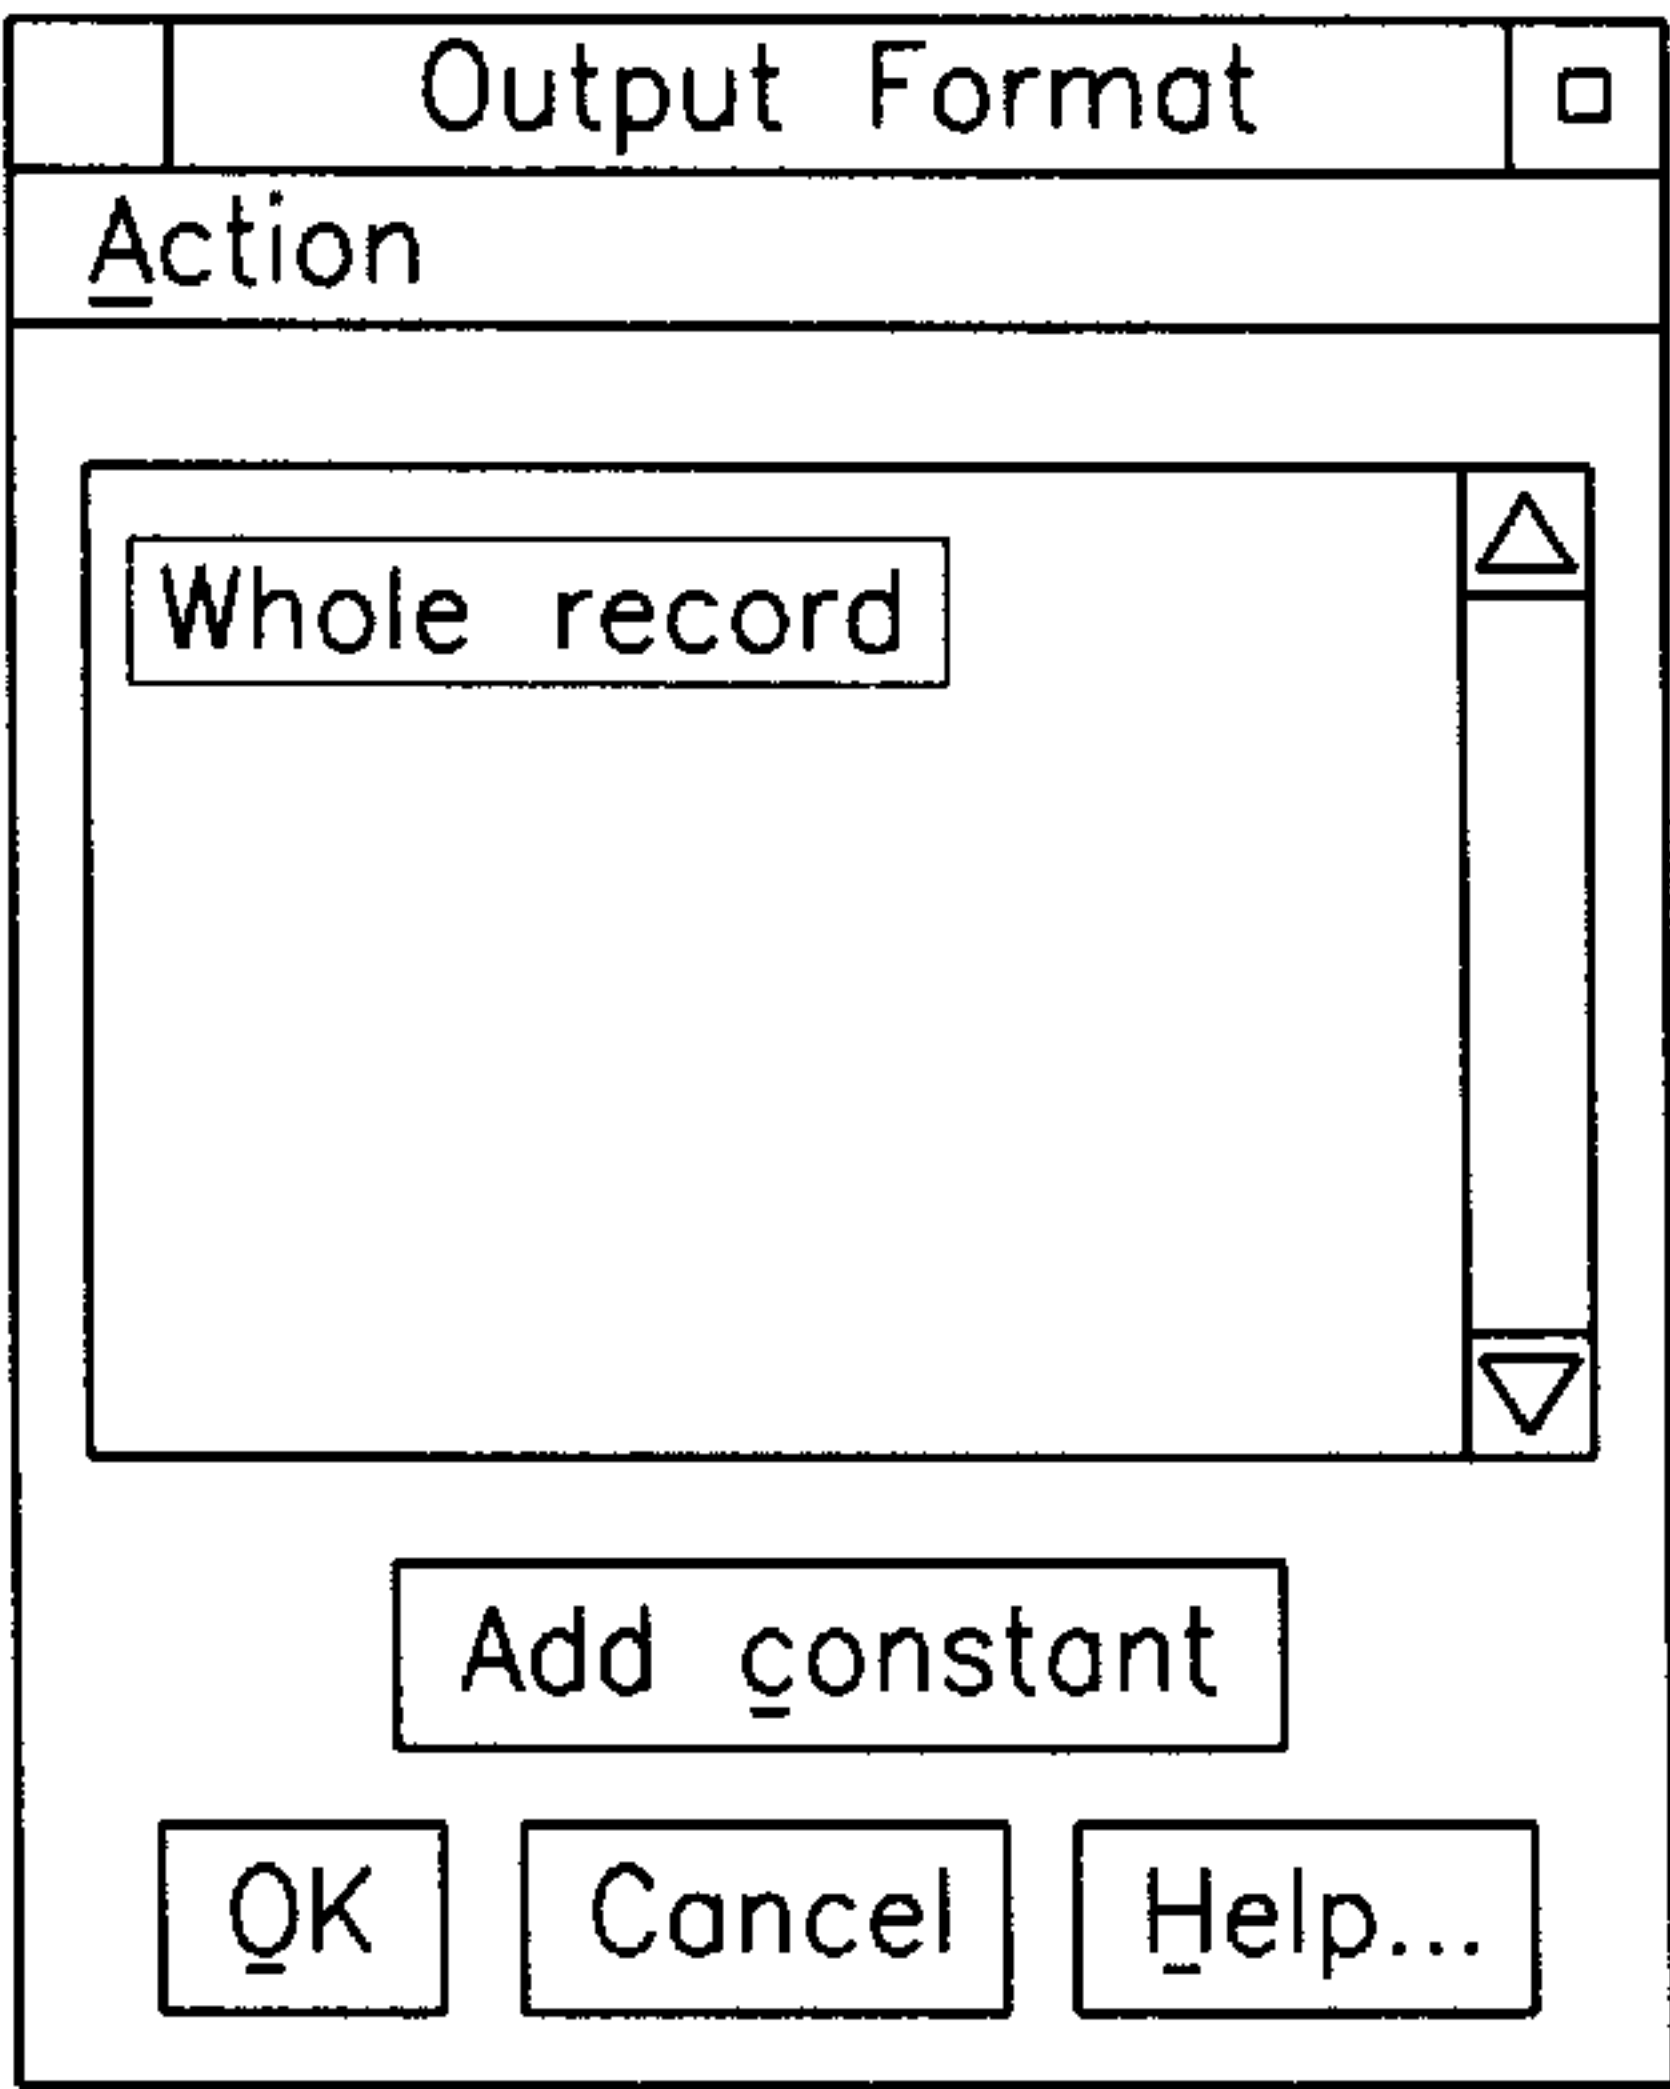 Output Format
Action
Whole record
Add constant
OK Cancel Help...